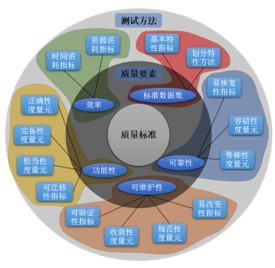 测试方法
资源消
耗指标
基本特
性指标
时间消
耗指标
划分特
性方法
质量要素
效率
标准数据集
易恢复
性指标
正确性
度量元
质量标准
容错性
度量元
完备性
度量元
功能性
可靠性
鲁棒性
度量元
恰当性
度量元
可维护性
可迁移
性指标
易改变
性指标
可验证
性指标
收敛性
度量元
规范性
度量元